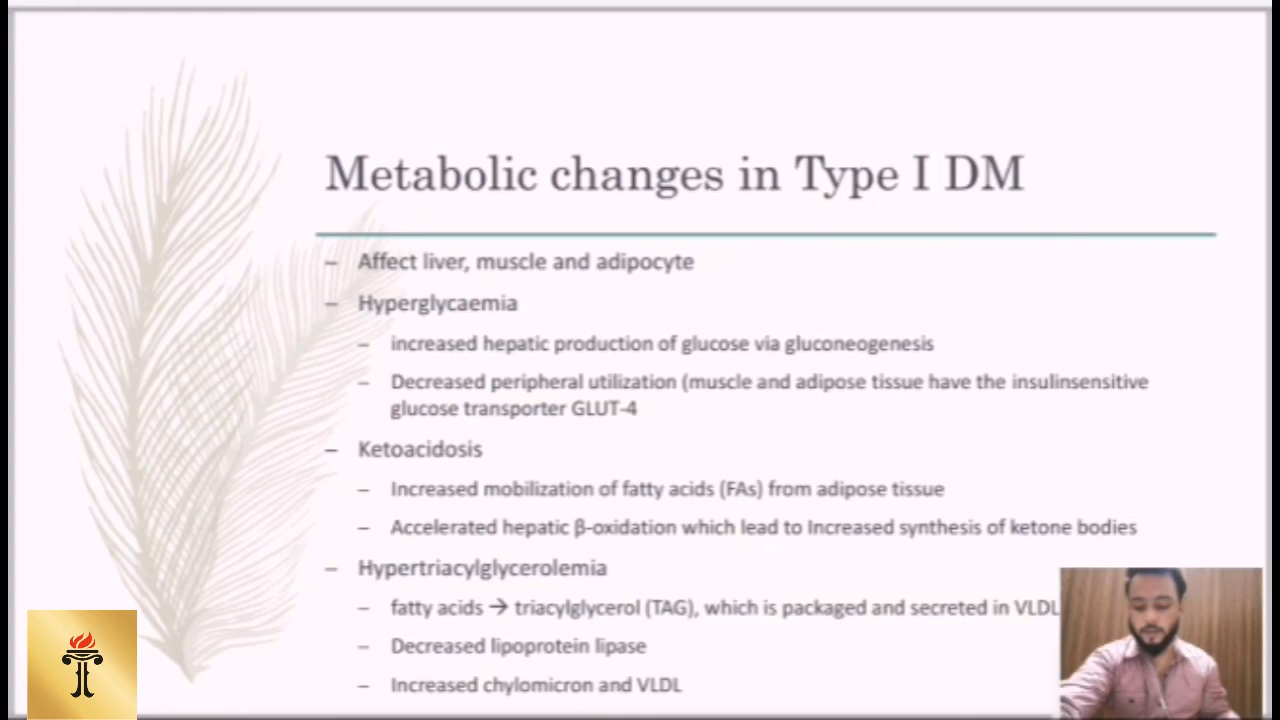 Metabolic changes in Type I DM
– Affect liver, muscle and adipocyte
– Hyperglycaemia
– increased hepatic production of glucose via gluconeogenesis
– Decreased peripheral utilization (muscle and adipose tissue have the insulinsensitive
glucose transporter GLUT-4
– Ketoacidosis
– Increased mobilization of fatty acids (FAs) from adipose tissue
– Accelerated hepatic β-oxidation which lead to Increased synthesis of ketone bodies
– Hypertriacylglycerolemia
– fatty acids → triacylglycerol (TAG), which is packaged and secreted in VLDL
– Decreased lipoprotein lipase
– Increased chylomicron and VLDL